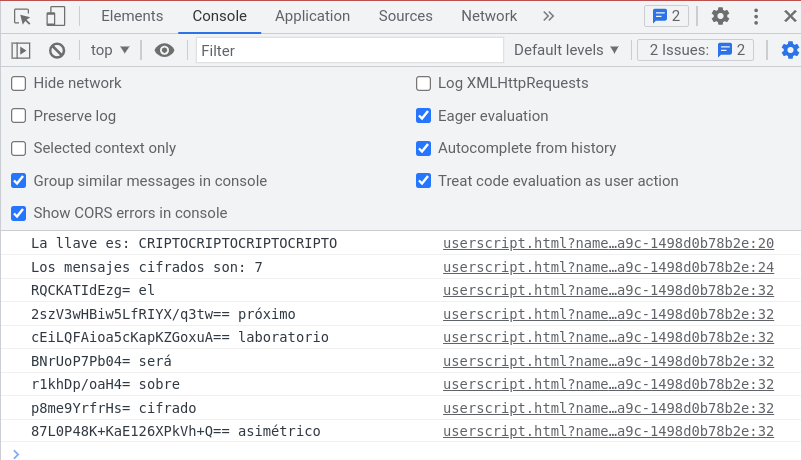 Elements Console Application Sources Network 2
top Filter Default levels 2 Issues: 2
Hide network Log XMLHttpRequests
Preserve log Eager evaluation
Selected context only Autocomplete from history
Group similar messages in console Treat code evaluation as user action
Show CORS errors in console
La llave es: CRIPTOCRIPTOCRIPTOCRIPTO userscript.html?name…a9c-1498d0b78b2e:20
Los mensajes cifrados son: 7 userscript.html?name…a9c-1498d0b78b2e:24
RQCKATIdEzg= el userscript.html?name…a9c-1498d0b78b2e:32
2szV3wHBiw5LfRIYX/q3tw== próximo userscript.html?name…a9c-1498d0b78b2e:32
cEiLQFAioa5cKapKZGoxuA== laboratorio userscript.html?name…a9c-1498d0b78b2e:32
BNrUoP7Pb04= será userscript.html?name…a9c-1498d0b78b2e:32
r1khDp/oaH4= sobre userscript.html?name…a9c-1498d0b78b2e:32
p8me9YrfrHs= cifrado userscript.html?name…a9c-1498d0b78b2e:32
87L0P48K+KaE126XPkVh+Q== asimétrico userscript.html?name…a9c-1498d0b78b2e:32